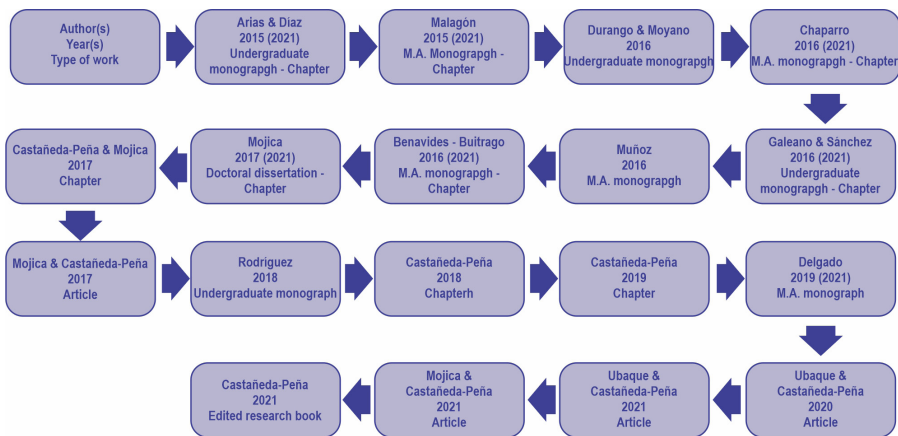 Author(s)
Year(s)
Type of work
Arias & Díaz
2015 (2021)
Undergraduate
monograpgh - Chapter
Malagón
2015 (2021)
M.A. Monograpgh -
Chapter
Durango & Moyano
2016
Undergraduate monograpgh
Chaparro
2016 (2021)
M.A. monograpgh - Chapter
Galeano & Sánchez
2016 (2021)
Undergraduate
monograpgh - Chapter
Muñoz
2016
M.A. monograpgh
Benavides - Buitrago
2016 (2021)
M.A. monograpgh -
Chapter
Mojica
2017 (2021)
Doctoral dissertation -
Chapter
Castañeda-Peña & Mojica
2017
Chapter
Mojica & Castañeda-Peña
2017
Article
Rodriguez
2018
Undergraduate monograph
Castañeda-Peña
2018
Chapterh
Castañeda-Peña
2019
Chapter
Delgado
2019 (2021)
M.A. monograph
Ubaque &
Castañeda-Peña
2020
Article
Ubaque &
Castañeda-Peña
2021
Article
Mojica &
Castañeda-Peña
2021
Article
Castañeda-Peña
2021
Edited research book